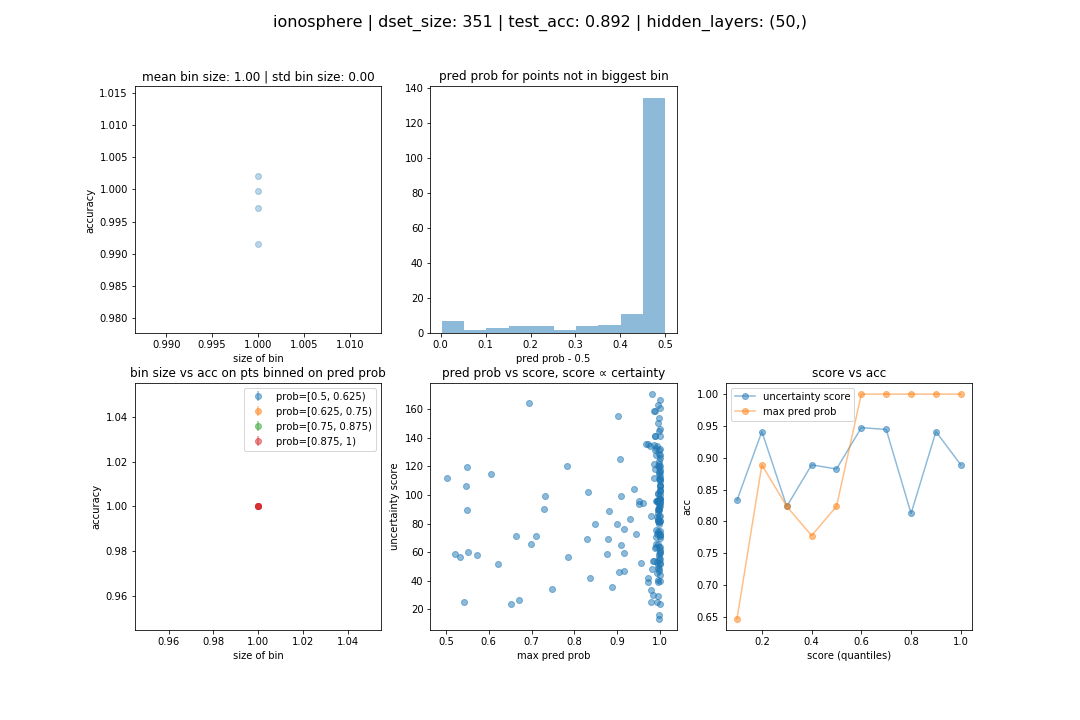 ionosphere | dset_size: 351 | test_acc: 0.892 | hidden_layers: (50,)
mean bin size: 1.00 | std bin size: 0.00
1.015
1.010
1.005
1.000
0.995
0.990
0.985
0.980
accuracy
0.990 0.995 1.000 1.005 1.010
size of bin
pred prob for points not in biggest bin
140
120
100
80
60
40
20
0
0.0 0.1 0.2 0.3 0.4 0.5
pred prob - 0.5
bin size vs acc on pts binned on pred prob
prob=[0.5, 0.625)
prob=[0.625, 0.75)
prob=[0.75, 0.875)
prob=[0.875, 1)
1.04
1.02
1.00
0.98
0.96
accuracy
0.96 0.98 1.00 1.02 1.04
size of bin
pred prob vs score, score ∝ certainty
160
140
120
100
80
60
40
20
uncertainty score
0.5 0.6 0.7 0.8 0.9 1.0
max pred prob
score vs acc
uncertainty score
max pred prob
1.00
0.95
0.90
0.85
0.80
0.75
0.70
0.65
acc
0.2 0.4 0.6 0.8 1.0
score (quantiles)